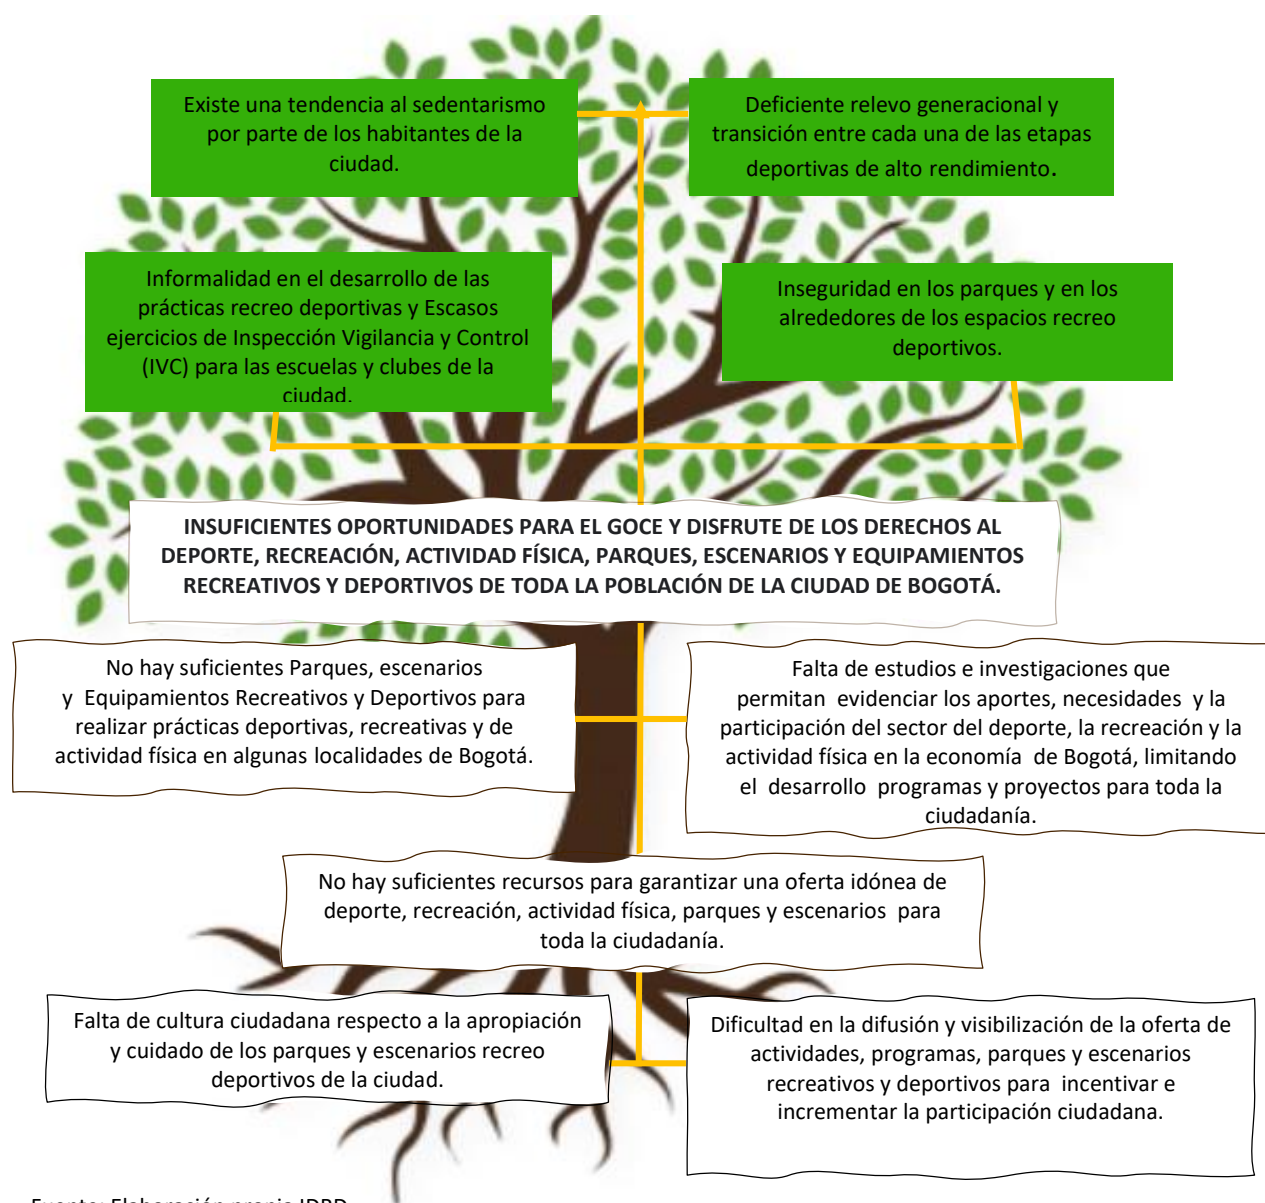 Existe una tendencia al sedentarismo
por parte de los habitantes de la
ciudad.
Deficiente relevo generacional y
transición entre cada una de las etapas
deportivas de alto rendimiento.
Informalidad en el desarrollo de las
prácticas recreo deportivas y Escasos
ejercicios de Inspección Vigilancia y Control
(IVC) para las escuelas y clubes de la
ciudad.
Inseguridad en los parques y en los
alrededores de los espacios recreo
deportivos.
INSUFICIENTES OPORTUNIDADES PARA EL GOCE Y DISFRUTE DE LOS DERECHOS AL
DEPORTE, RECREACIÓN, ACTIVIDAD FÍSICA, PARQUES, ESCENARIOS Y EQUIPAMIENTOS
RECREATIVOS Y DEPORTIVOS DE TODA LA POBLACIÓN DE LA CIUDAD DE BOGOTÁ.
No hay suficientes Parques, escenarios
y Equipamientos Recreativos y Deportivos para
realizar prácticas deportivas, recreativas y de
actividad física en algunas localidades de Bogotá.
Falta de estudios e investigaciones que
permitan evidenciar los aportes, necesidades y la
participación del sector del deporte, la recreación y la
actividad física en la economía de Bogotá, limitando
el desarrollo programas y proyectos para toda la
ciudadanía.
No hay suficientes recursos para garantizar una oferta idónea de
deporte, recreación, actividad física, parques y escenarios para
toda la ciudadanía.
Falta de cultura ciudadana respecto a la apropiación
y cuidado de los parques y escenarios recreo
deportivos de la ciudad.
Dificultad en la difusión y visibilización de la oferta de
actividades, programas, parques y escenarios
recreativos y deportivos para incentivar e
incrementar la participación ciudadana.
Fuente: Elaboración propia IDRD